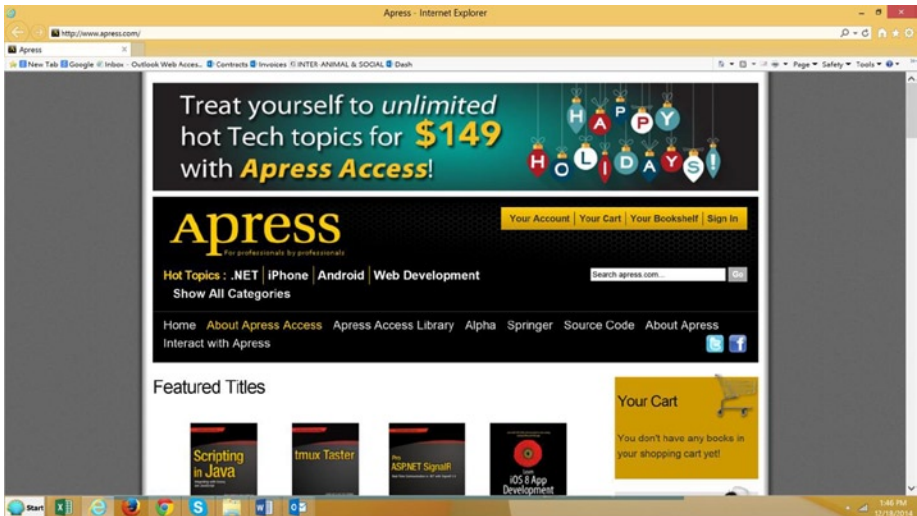 Apress - Internet Explorer
http://www.apress.com/
Apress
New Tab Google Inbox - Outlook Web Acces... Contracts Invoices INTER-ANIMAL & SOCIAL Dash
Page Safety Tools
Treat yourself to unlimited
hot Tech topics for $149
with Apress Access!
HAPPY
HOLIDAYS!
Your Account | Your Cart | Your Bookshelf | Sign In
Apress
For professionals by professionals
Hot Topics : .NET | iPhone | Android | Web Development
Show All Categories
Search apress.com...
Go
Home About Apress Access Apress Access Library Alpha Springer Source Code About Apress
Interact with Apress
Featured Titles
Your Cart
You don't have any books in
your shopping cart yet!
Scripting
in Java
tmux Taster
Pro
ASP.NET SignalR
Learn
iOS 8 App
Development
Start
1:46 PM
12/18/2014